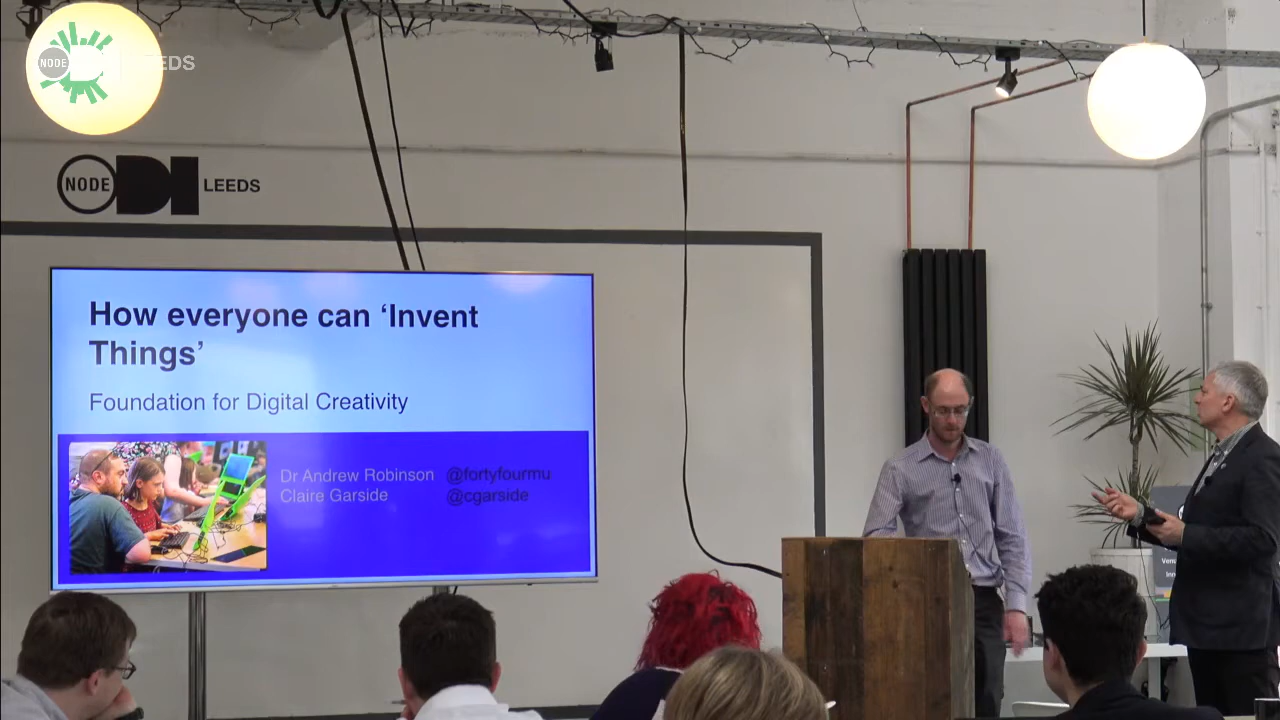 NODE
EDS
NODE ODI LEEDS
How everyone can ‘Invent
Things’
Foundation for Digital Creativity
Dr Andrew Robinson @fortyfourmu
Claire Garside @cgarside